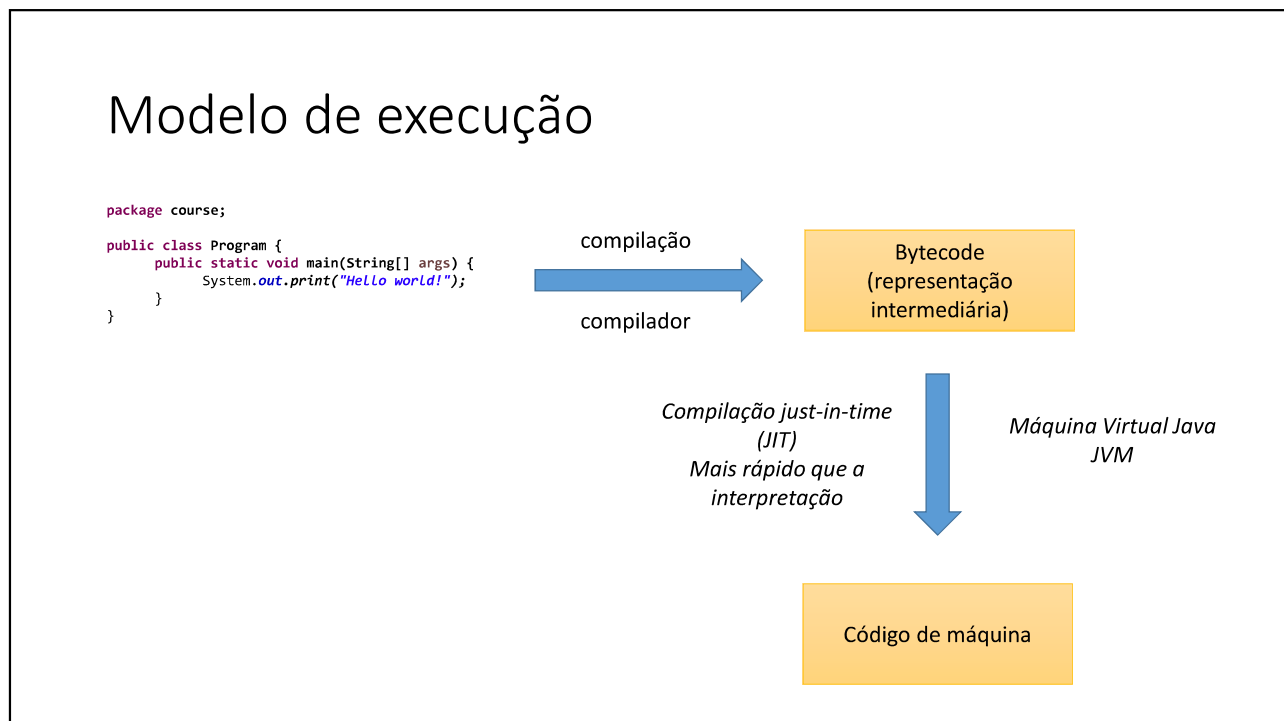 Modelo de execução
package course;
public class Program {
public static void main(String[] args) {
System.out.print("Hello world!");
}
}
compilação
compilador
Bytecode
(representação
intermediária)
Compilação just-in-time
(JIT)
Mais rápido que a
interpretação
Máquina Virtual Java
JVM
Código de máquina